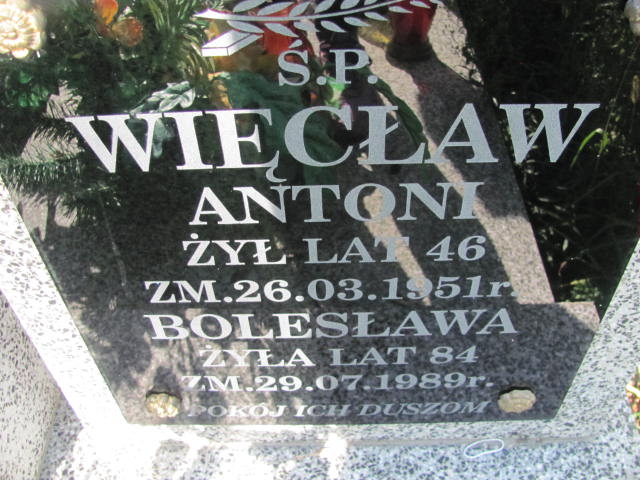 Ś.P.
WIĘCŁAW
ANTONI
ŻYŁ LAT 46
ZM.26.03.1951r.
BOLESŁAWA
ŻYŁA LAT 84
ZM.29.07.1989r.
POKÓJ ICH DUSZOM